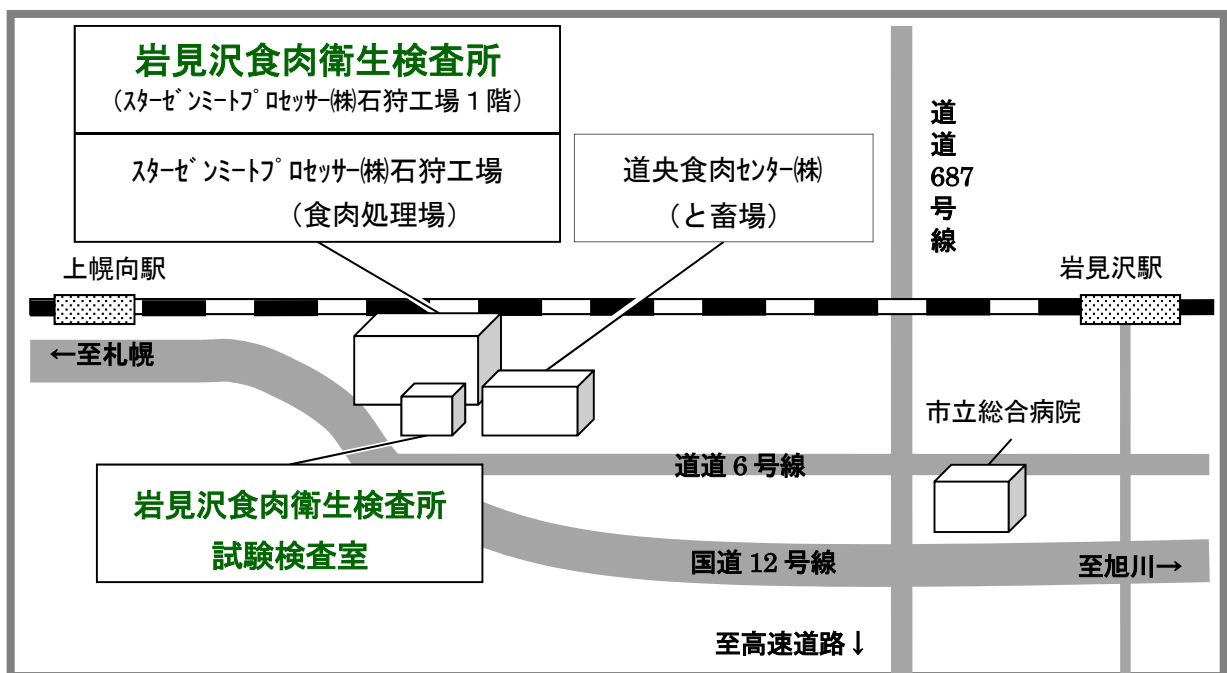 岩見沢食肉衛生検査所
（ｽﾀｰｾﾞﾝミートﾌﾟﾛｾｯｻｰ㈱石狩工場１階）
ｽﾀｰｾﾞﾝミートﾌﾟﾛｾｯｻｰ㈱石狩工場
（食肉処理場）
道央食肉ｾﾝﾀｰ㈱
（と畜場）
道道687号線
上幌向駅
岩見沢駅
←至札幌
市立総合病院
道道６号線
岩見沢食肉衛生検査所
試験検査室
国道12号線
至旭川→
至高速道路↓